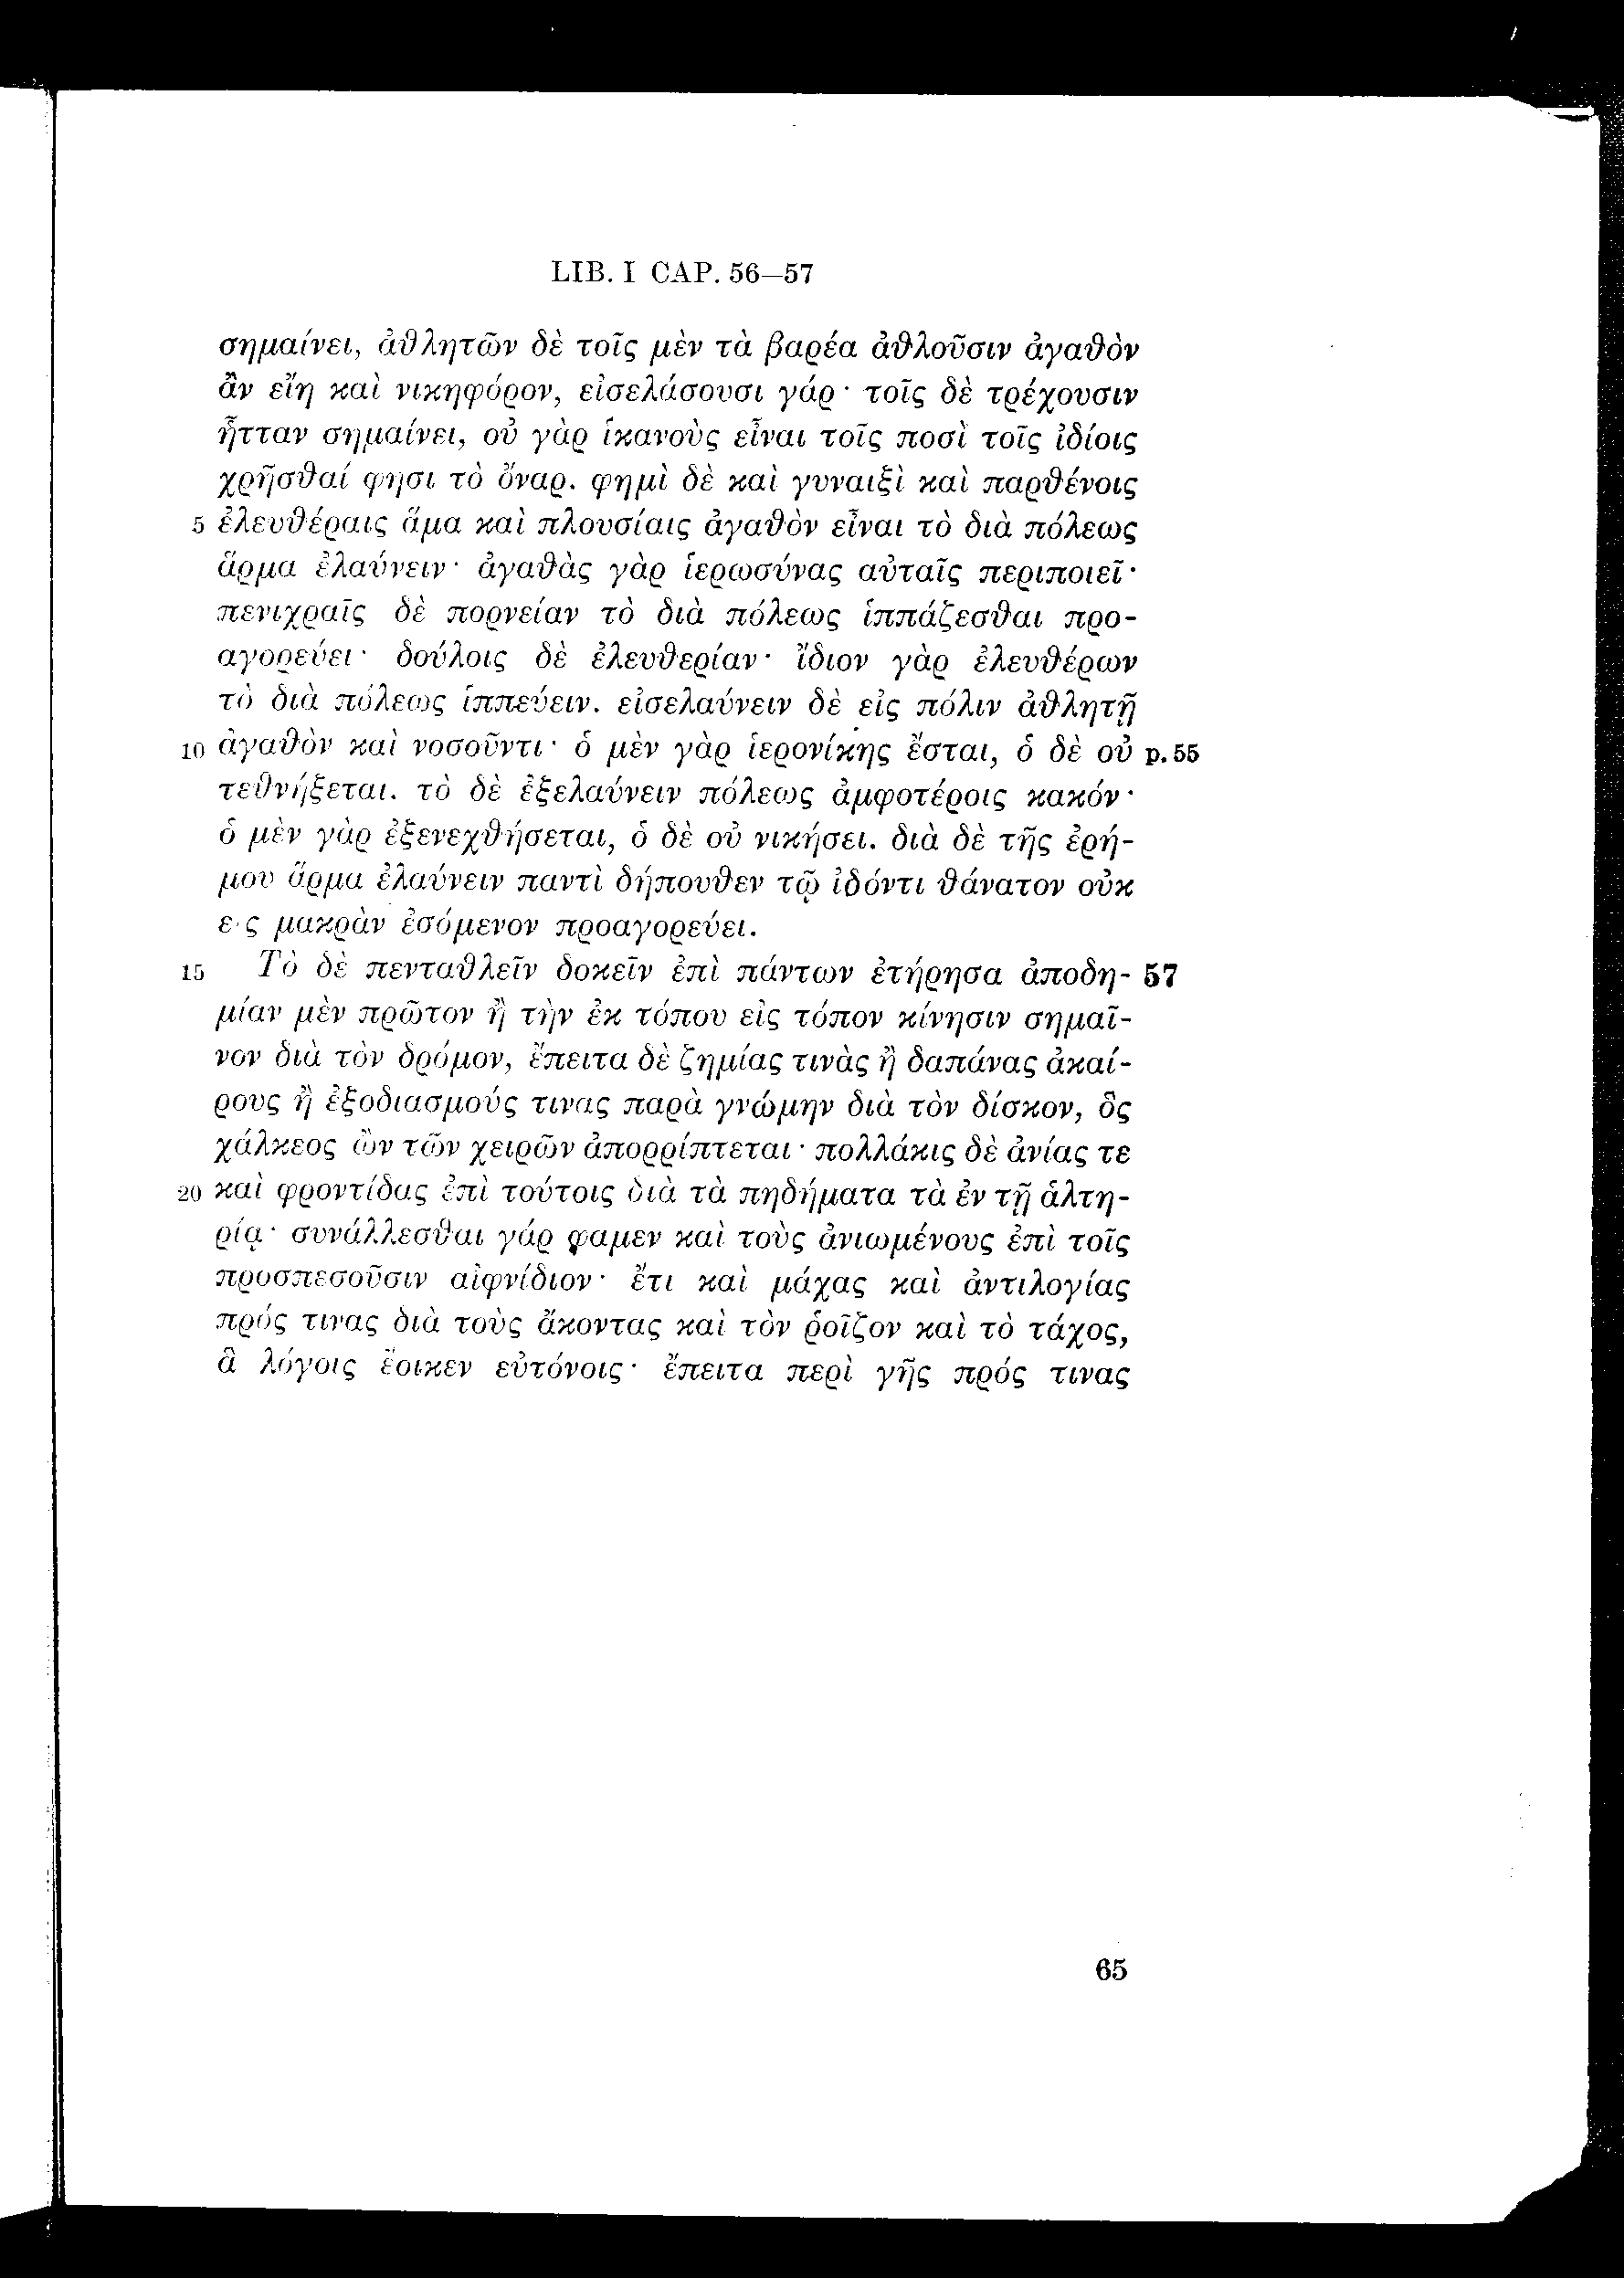 LIB. I CAP. 56—57
σημαίνει, ἀθλητῶν δὲ τοῖς μὲν τὰ βαρέα ἀθλοῦσιν ἀγαθὸν
ἂν εἴη καὶ νικηφόρον, εἰσελάσουσι γάρ· τοῖς δὲ τρέχουσιν
ἧτταν σημαίνει, οὐ γὰρ ἱκανοὺς εἶναι τοῖς ποσὶ τοῖς ἰδίοις
χρῆσθαί φησι τὸ ὄναρ. φημὶ δὲ καὶ γυναιξὶ καὶ παρθένοις
5 ἐλευθέραις ἅμα καὶ πλουσίαις ἀγαθὸν εἶναι τὸ διὰ πόλεως
ἅρμα ἐλαύνειν· ἀγαθὰς γὰρ ἱερωσύνας αὐταῖς περιποιεῖ·
πενιχραῖς δὲ πορνείαν τὸ διὰ πόλεως ἱππάζεσθαι προ-
αγορεύει· δούλοις δὲ ἐλευθερίαν· ἴδιον γὰρ ἐλευθέρων
τὸ διὰ πόλεως ἱππεύειν. εἰσελαύνειν δὲ εἰς πόλιν ἀθλητῇ
10 ἀγαθὸν καὶ νοσοῦντι· ὁ μὲν γὰρ ἱερονίκης ἔσται, ὁ δὲ οὐ p. 55
τεθνήξεται. τὸ δὲ ἐξελαύνειν πόλεως ἀμφοτέροις κακόν·
ὁ μὲν γὰρ ἐξενεχθήσεται, ὁ δὲ οὐ νικήσει. διὰ δὲ τῆς ἐρή-
μου ἅρμα ἐλαύνειν παντὶ δήπουθεν τῷ ἰδόντι θάνατον οὐκ
ες μακρὰν ἐσόμενον προαγορεύει.
15 Τὸ δὲ πενταθλεῖν δοκεῖν ἐπὶ πάντων ἐτήρησα ἀποδη- 57
μίαν μὲν πρῶτον ἢ τὴν ἐκ τόπου εἰς τόπον κίνησιν σημαῖ-
νον διὰ τὸν δρόμον, ἔπειτα δὲ ζημίας τινὰς ἢ δαπάνας ἀκαί-
ρους ἢ ἐξοδιασμούς τινας παρὰ γνώμην διὰ τὸν δίσκον, ὃς
χάλκεος ὢν τῶν χειρῶν ἀπορρίπτεται· πολλάκις δὲ ἀνίας τε
20 καὶ φροντίδας ἐπὶ τούτοις διὰ τὰ πηδήματα τὰ ἐν τῇ ἁλτη-
ρίᾳ· συνάλλεσθαι γάρ φαμεν καὶ τοὺς ἀνιωμένους ἐπὶ τοῖς
προσπεσοῦσιν αἰφνίδιον· ἔτι καὶ μάχας καὶ ἀντιλογίας
πρός τινας διὰ τοὺς ἄκοντας καὶ τὸν ῥοῖζον καὶ τὸ τάχος,
ἃ λόγοις ἔοικεν εὐτόνοις· ἔπειτα περὶ γῆς πρός τινας
65